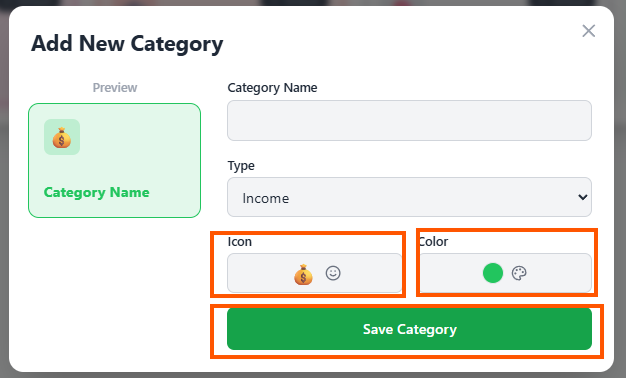 Add New Category
Preview
Category Name
Category Name
Type
Income
Icon
Color
Save Category